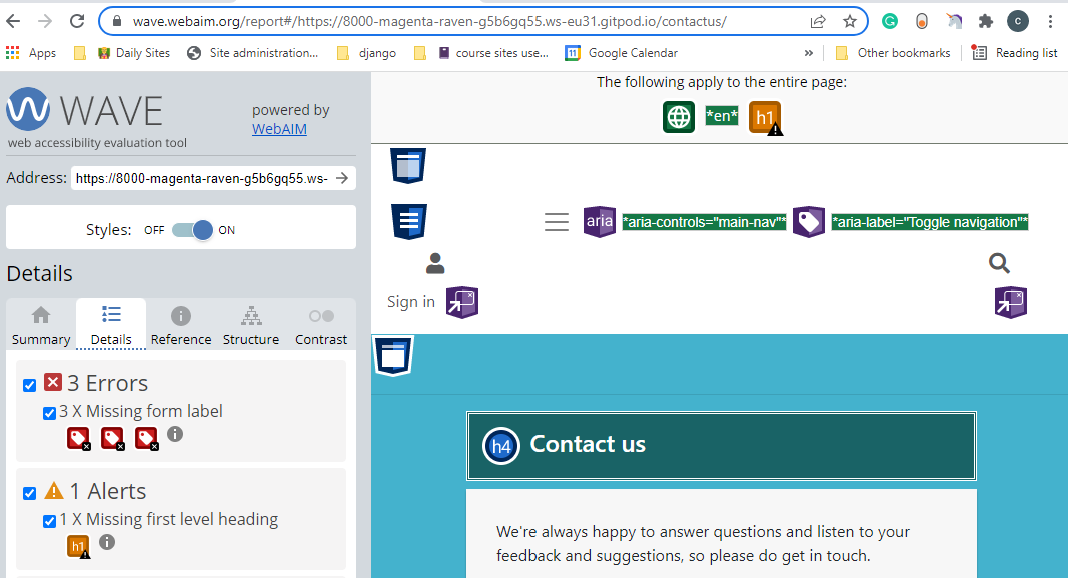 wave.webaim.org/report#/https://8000-magenta-raven-g5b6gq55.ws-eu31.gitpod.io/contactus/
G
c
Apps
Daily Sites
Site administration...
django
course sites use...
11
Google Calendar
»
Other bookmarks
Reading list
WAVE
web accessibility evaluation tool
powered by
WebAIM
Address:
https://8000-magenta-raven-g5b6gq55.ws-
Styles:
OFF
ON
Details
Summary
Details
Reference
Structure
Contrast
3 Errors
3 X Missing form label
1 Alerts
1 X Missing first level heading
h1
The following apply to the entire page:
*en*
h1
aria
*aria-controls="main-nav"*
*aria-label="Toggle navigation"*
Sign in
h4
Contact us
We're always happy to answer questions and listen to your
feedback and suggestions, so please do get in touch.